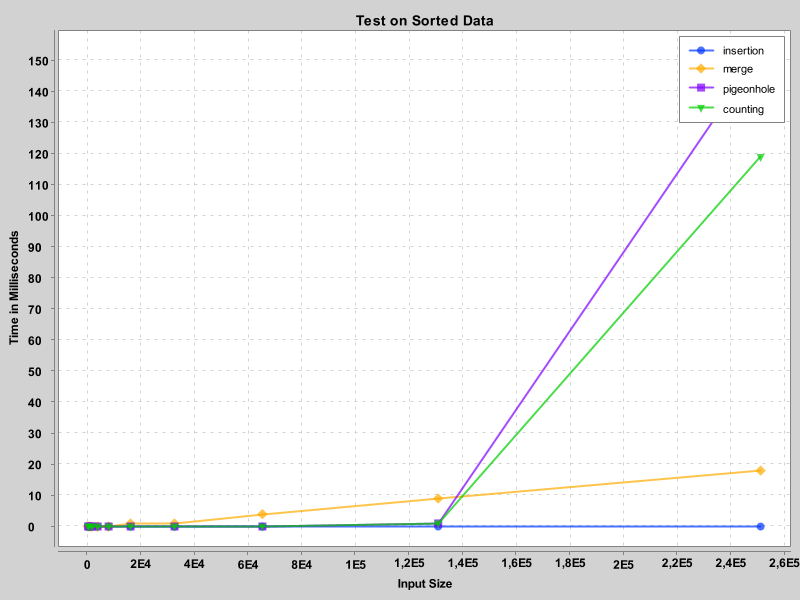 Test on Sorted Data
insertion
merge
pigeonhole
counting
150
140
130
120
110
100
90
80
70
60
50
40
30
20
10
0
Time in Milliseconds
0 2E4 4E4 6E4 8E4 1E5 1,2E5 1,4E5 1,6E5 1,8E5 2E5 2,2E5 2,4E5 2,6E5
Input Size